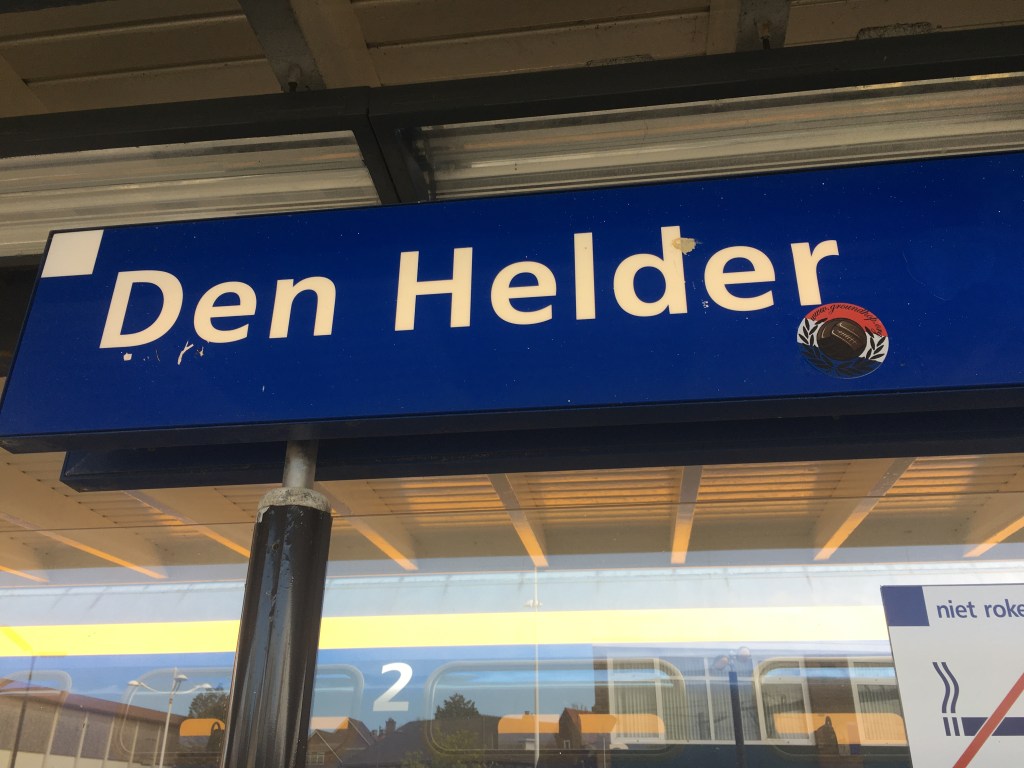 Den Helder
2
niet roke